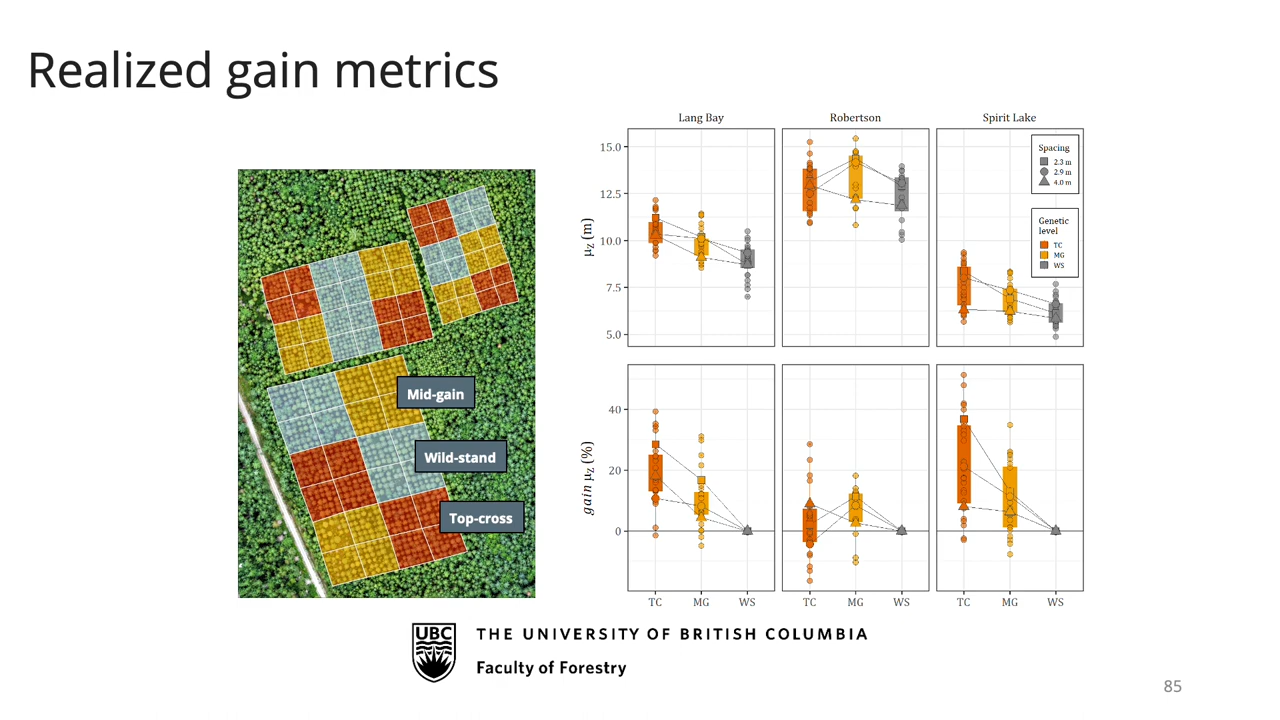 Realized gain metrics
Mid-gain
Wild-stand
Top-cross
Lang Bay
Robertson
Spirit Lake
15.0
12.5
10.0
7.5
5.0
μZ (m)
Spacing
2.3 m
2.9 m
4.0 m
Genetic
level
TC
MG
WS
40
20
0
gain μZ (%)
TC MG WS
TC MG WS
TC MG WS
UBC
THE UNIVERSITY OF BRITISH COLUMBIA
Faculty of Forestry
85